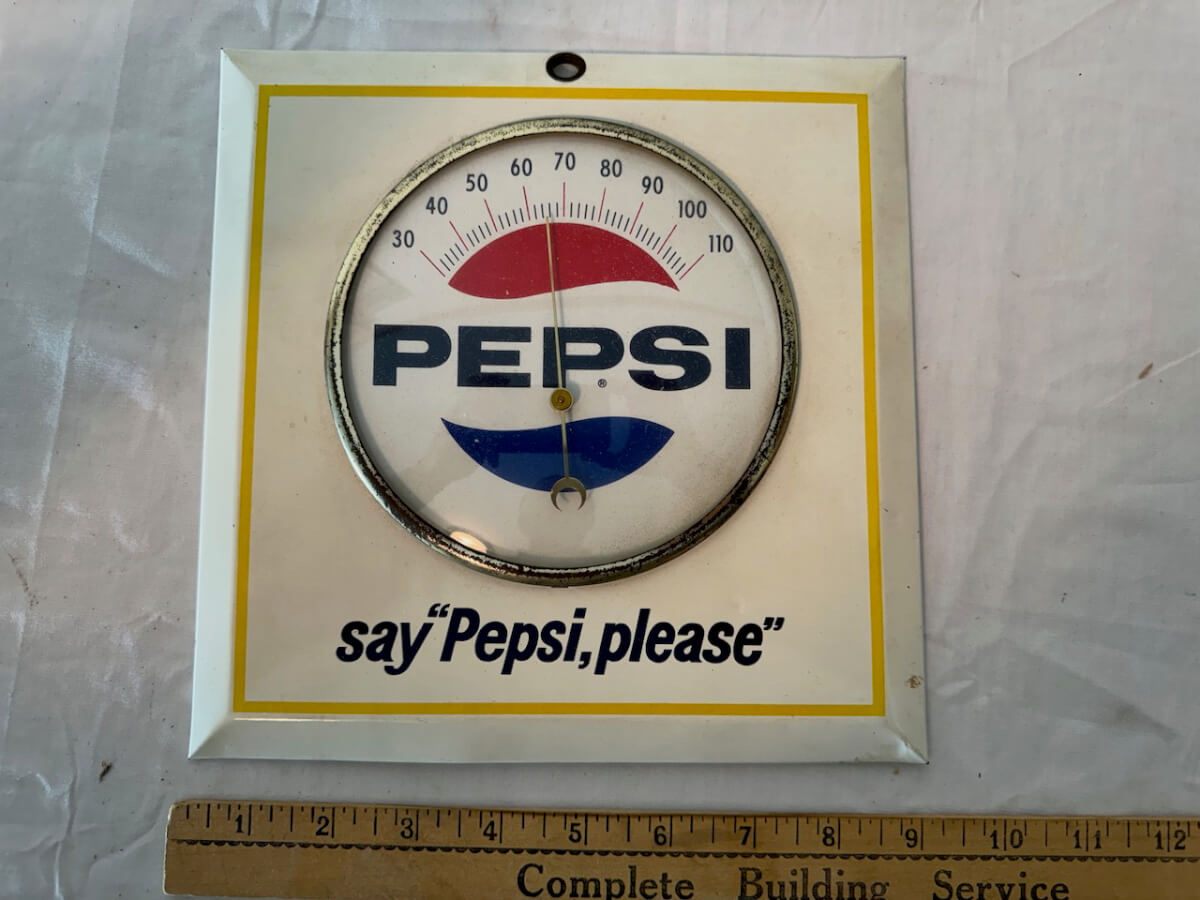 30 40 50 60 70 80 90 100 110
PEPSI
®
say “Pepsi, please”
1 2 3 4 5 6 7 8 9 10 11 12
Complete Building Service